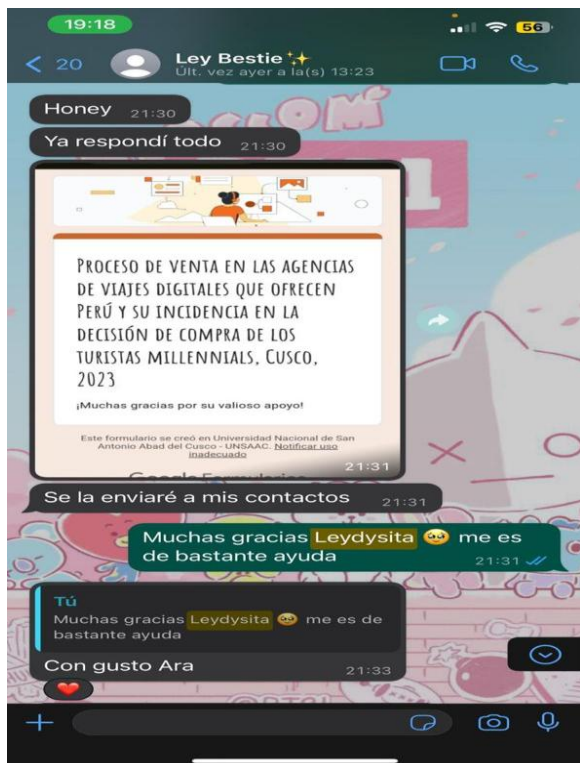 19:18
56
20
Ley Bestie
Últ. vez ayer a la(s) 13:23
Honey 21:30
Ya respondí todo 21:30
PROCESO DE VENTA EN LAS AGENCIAS
DE VIAJES DIGITALES QUE OFRECEN
PERÚ Y SU INCIDENCIA EN LA
DECISIÓN DE COMPRA DE LOS
TURISTAS MILLENNIALS, CUSCO,
2023
¡Muchas gracias por su valioso apoyo!
Este formulario se creó en Universidad Nacional de San
Antonio Abad del Cusco - UNSAAC. Notificar uso
inadecuado
21:31
Google Formularios
Se la enviaré a mis contactos 21:31
Muchas gracias Leydysita 🥹 me es
de bastante ayuda
21:31
Tú
Muchas gracias Leydysita 🥹 me es de
bastante ayuda
Con gusto Ara 21:33